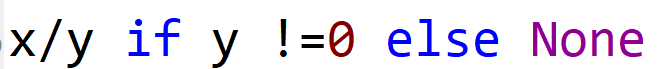 x/y if y !=0 else None